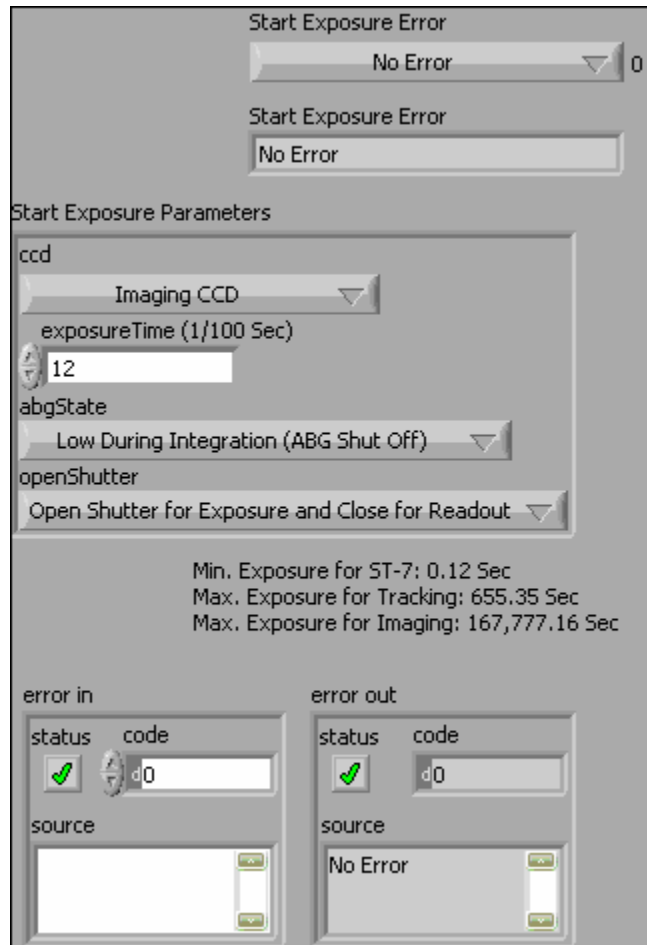 Start Exposure Error
No Error 0
Start Exposure Error
No Error
Start Exposure Parameters
ccd
Imaging CCD
exposureTime (1/100 Sec)
12
abgState
Low During Integration (ABG Shut Off)
openShutter
Open Shutter for Exposure and Close for Readout
Min. Exposure for ST-7: 0.12 Sec
Max. Exposure for Tracking: 655.35 Sec
Max. Exposure for Imaging: 167,777.16 Sec
error in
status code
d0
source
error out
status code
d0
source
No Error